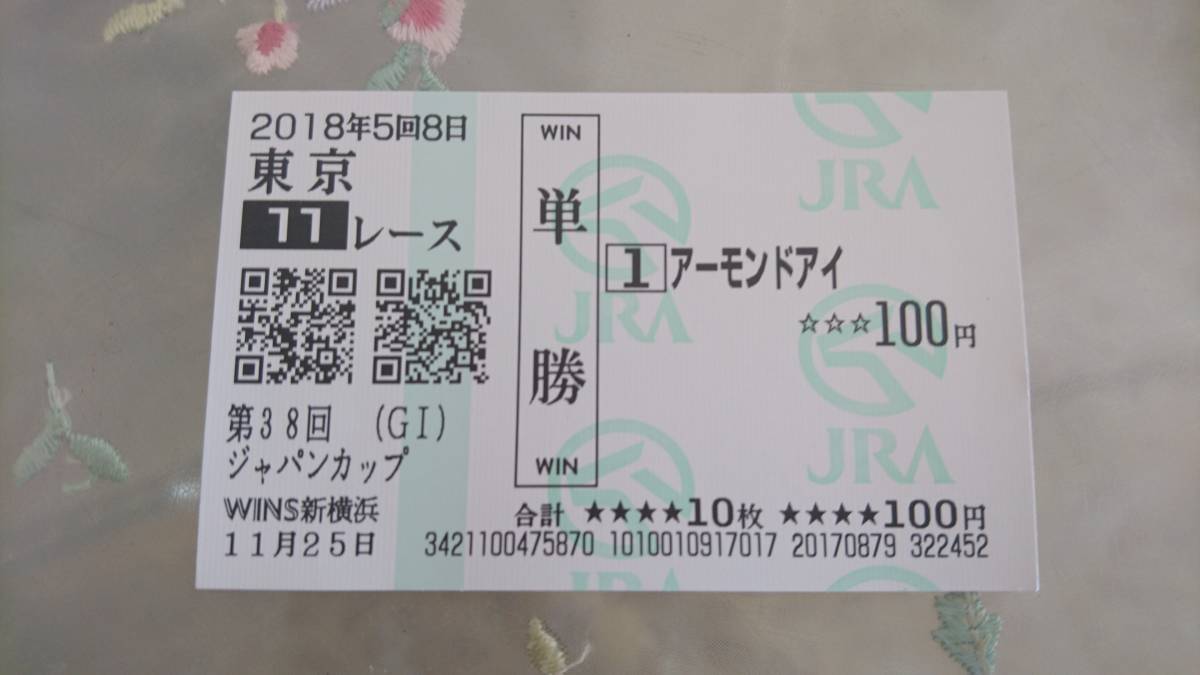 2018年5回8日
東京
11レース
第38回 (GI)
ジャパンカップ
WINS新横浜
11月25日
WIN
単勝
WIN
1 アーモンドアイ
☆☆☆100円
合計 ★★★★10枚 ★★★★100円
3421100475870 1010010917017 20170879 322452
JRA
JRA
JRA
JRA
JRA
JRA